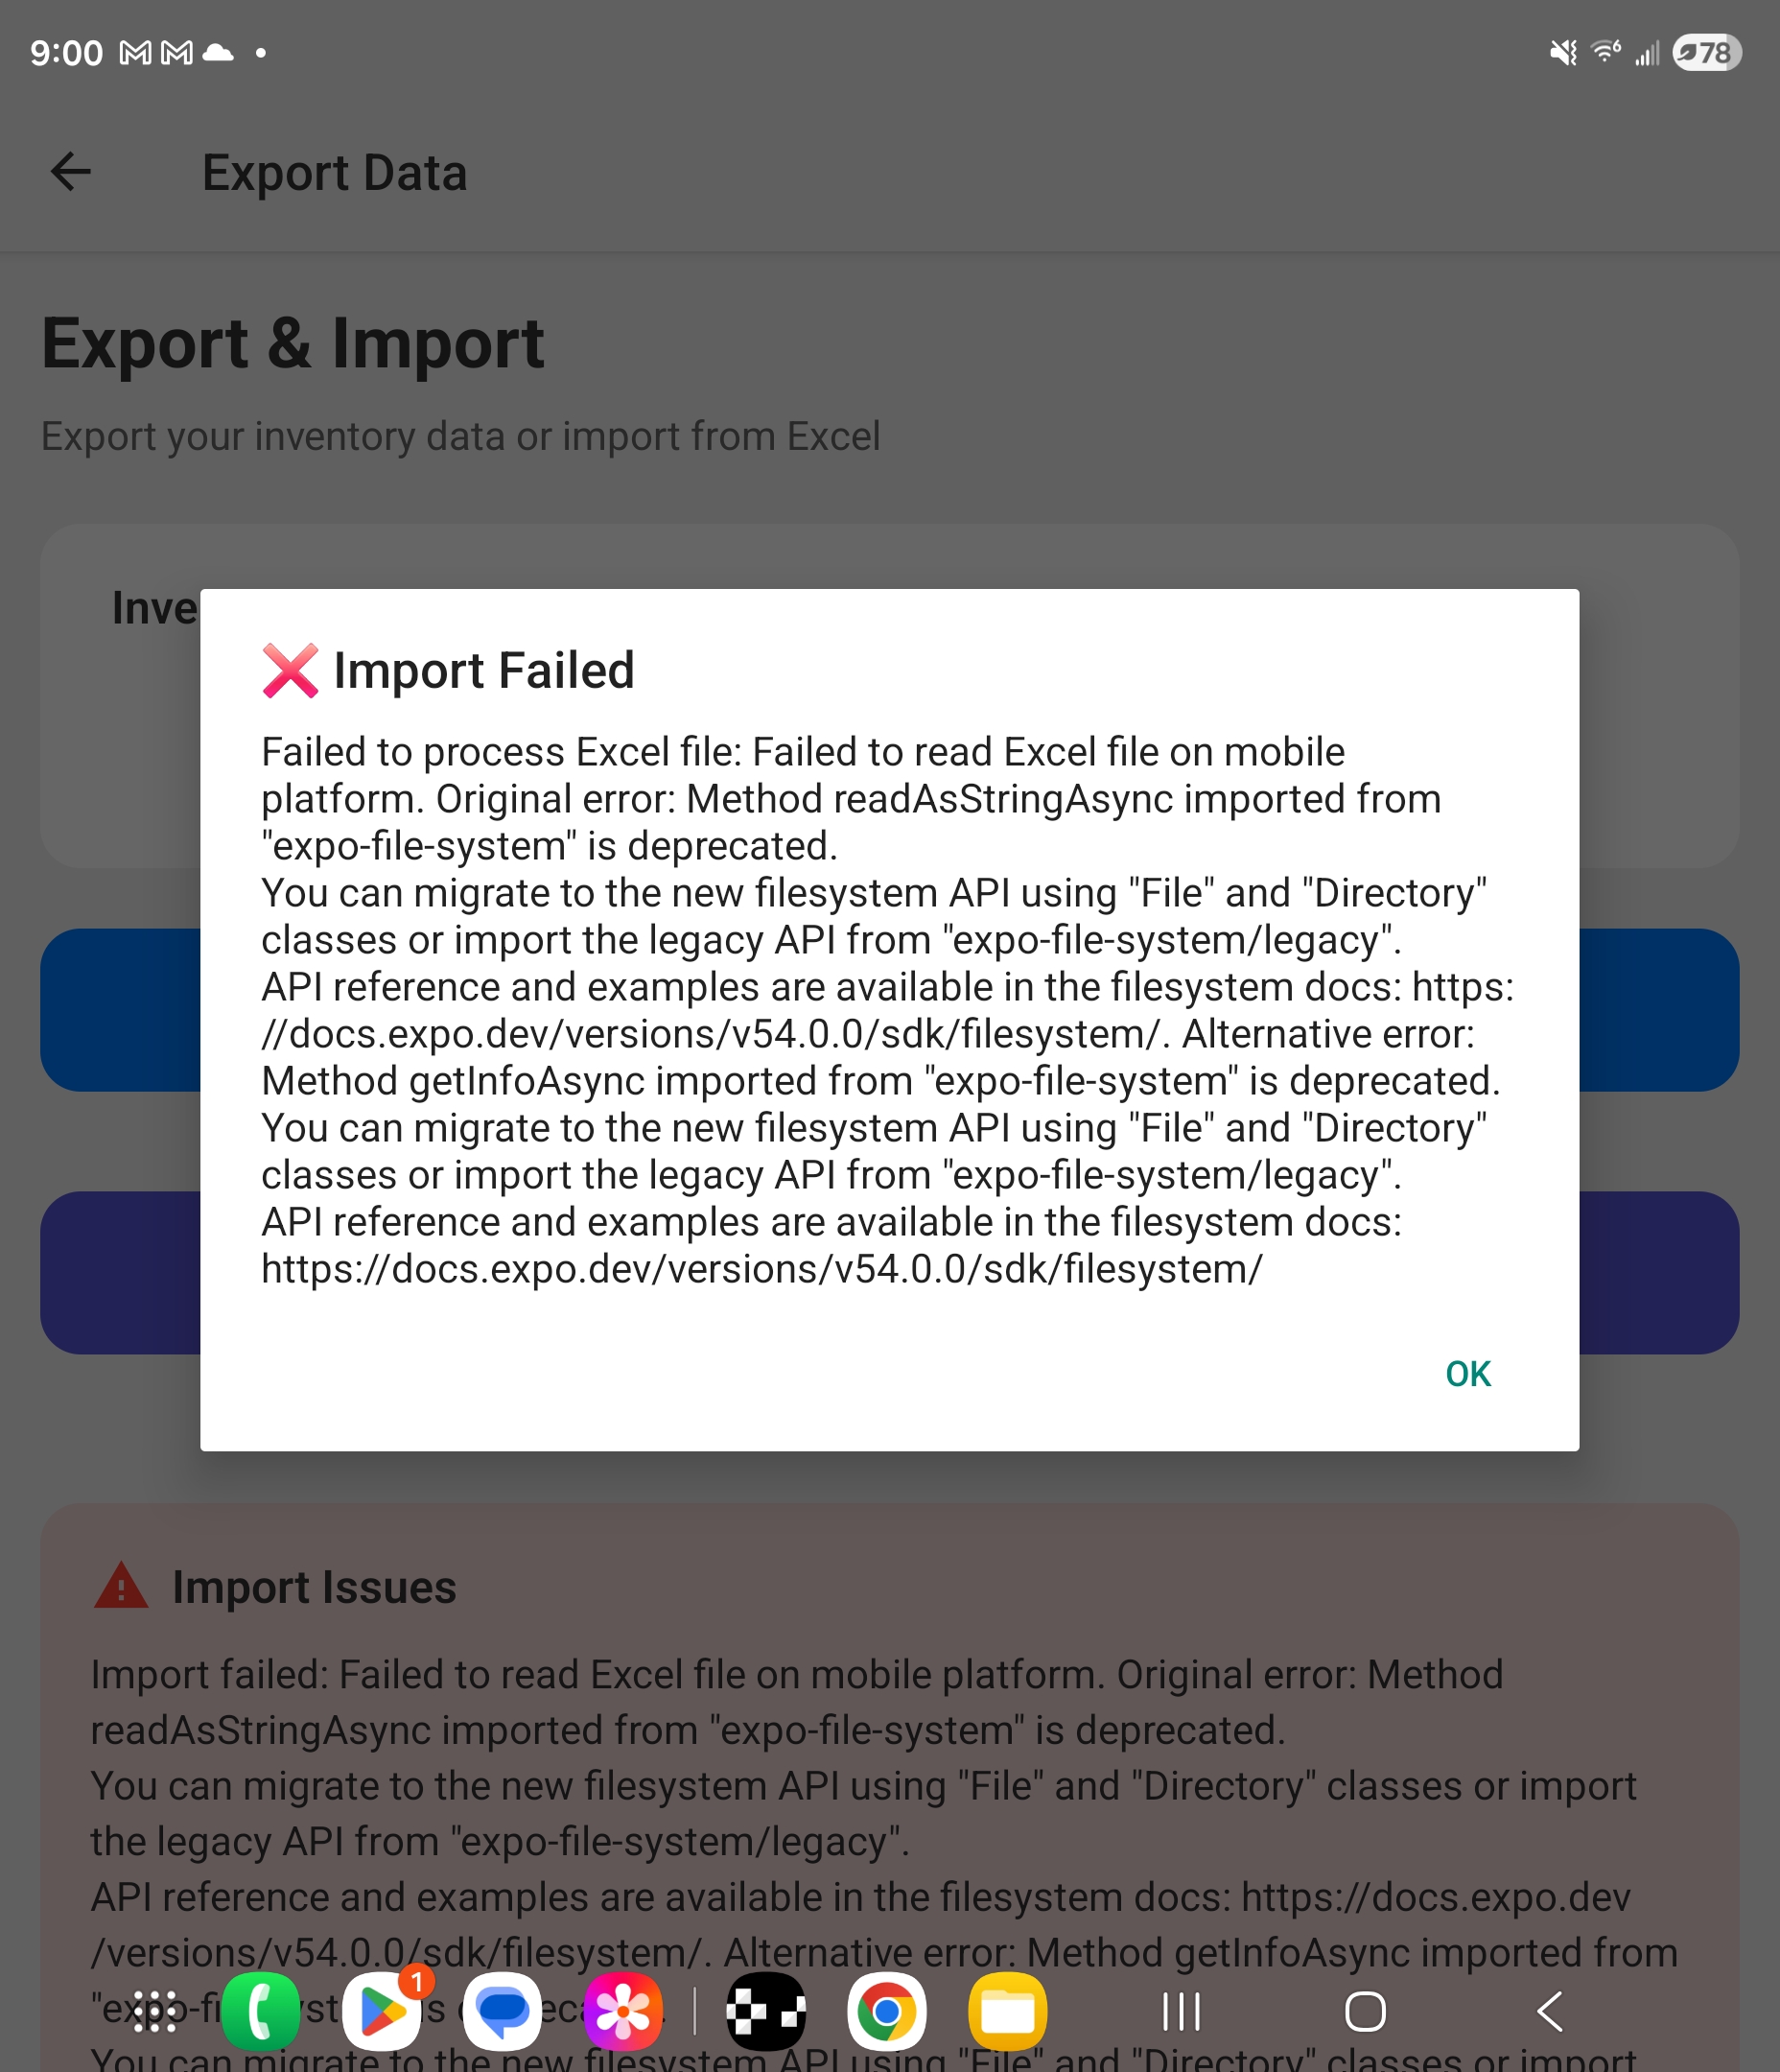 9:00
6
78
Export Data
Export & Import
Export your inventory data or import from Excel
Inve
❌ Import Failed
Failed to process Excel file: Failed to read Excel file on mobile
platform. Original error: Method readAsStringAsync imported from
"expo-file-system" is deprecated.
You can migrate to the new filesystem API using "File" and "Directory"
classes or import the legacy API from "expo-file-system/legacy".
API reference and examples are available in the filesystem docs: https:
//docs.expo.dev/versions/v54.0.0/sdk/filesystem/. Alternative error:
Method getInfoAsync imported from "expo-file-system" is deprecated.
You can migrate to the new filesystem API using "File" and "Directory"
classes or import the legacy API from "expo-file-system/legacy".
API reference and examples are available in the filesystem docs:
https://docs.expo.dev/versions/v54.0.0/sdk/filesystem/
OK
Import Issues
Import failed: Failed to read Excel file on mobile platform. Original error: Method
readAsStringAsync imported from "expo-file-system" is deprecated.
You can migrate to the new filesystem API using "File" and "Directory" classes or import
the legacy API from "expo-file-system/legacy".
API reference and examples are available in the filesystem docs: https://docs.expo.dev
/versions/v54.0.0/sdk/filesystem/. Alternative error: Method getInfoAsync imported from
1
You can migrate to the new filesystem API using "File" and "Directory" classes or import